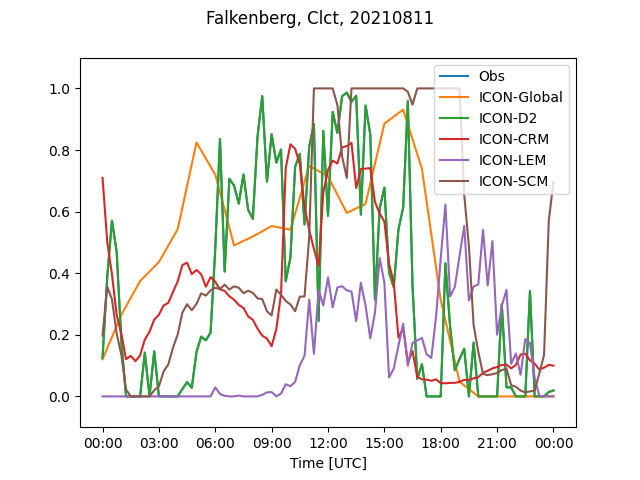 Falkenberg, Clct, 20210811
1.0
0.8
0.6
0.4
0.2
0.0
Obs
ICON-Global
ICON-D2
ICON-CRM
ICON-LEM
ICON-SCM
00:00 03:00 06:00 09:00 12:00 15:00 18:00 21:00 00:00
Time [UTC]